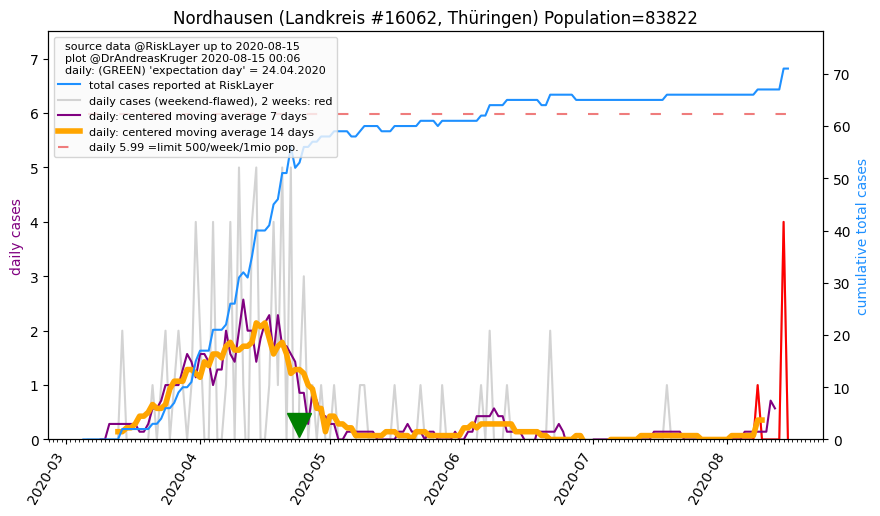 Nordhausen (Landkreis #16062, Thüringen) Population=83822
source data @RiskLayer up to 2020-08-15
plot @DrAndreasKruger 2020-08-15 00:06
daily: (GREEN) 'expectation day' = 24.04.2020
total cases reported at RiskLayer
daily cases (weekend-flawed), 2 weeks: red
daily: centered moving average 7 days
daily: centered moving average 14 days
daily 5.99 =limit 500/week/1mio pop.
daily cases
7
6
5
4
3
2
1
0
cumulative total cases
70
60
50
40
30
20
10
0
2020-03
2020-04
2020-05
2020-06
2020-07
2020-08